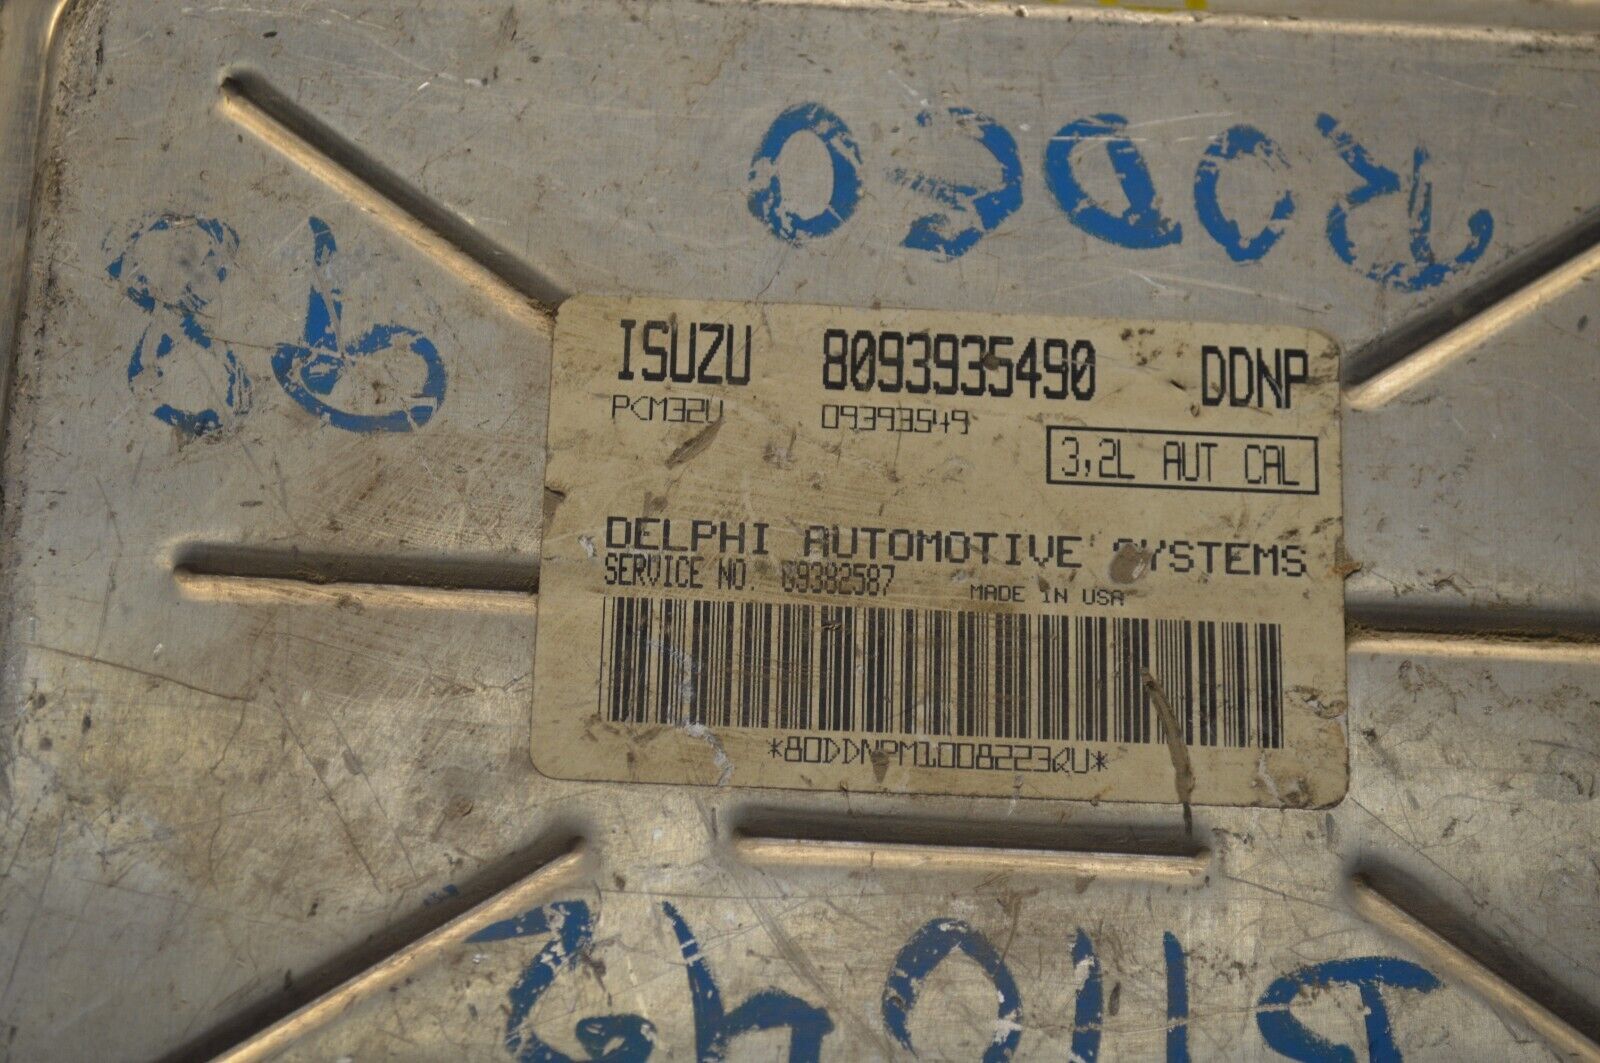 RODEO
98
ISUZU 8093935490 DDNP
PCM32U 09393549
3,2L AUT CAL
DELPHI AUTOMOTIVE SYSTEMS
SERVICE NO. 09382587 MADE IN USA
*80DDNPM1008223QU*